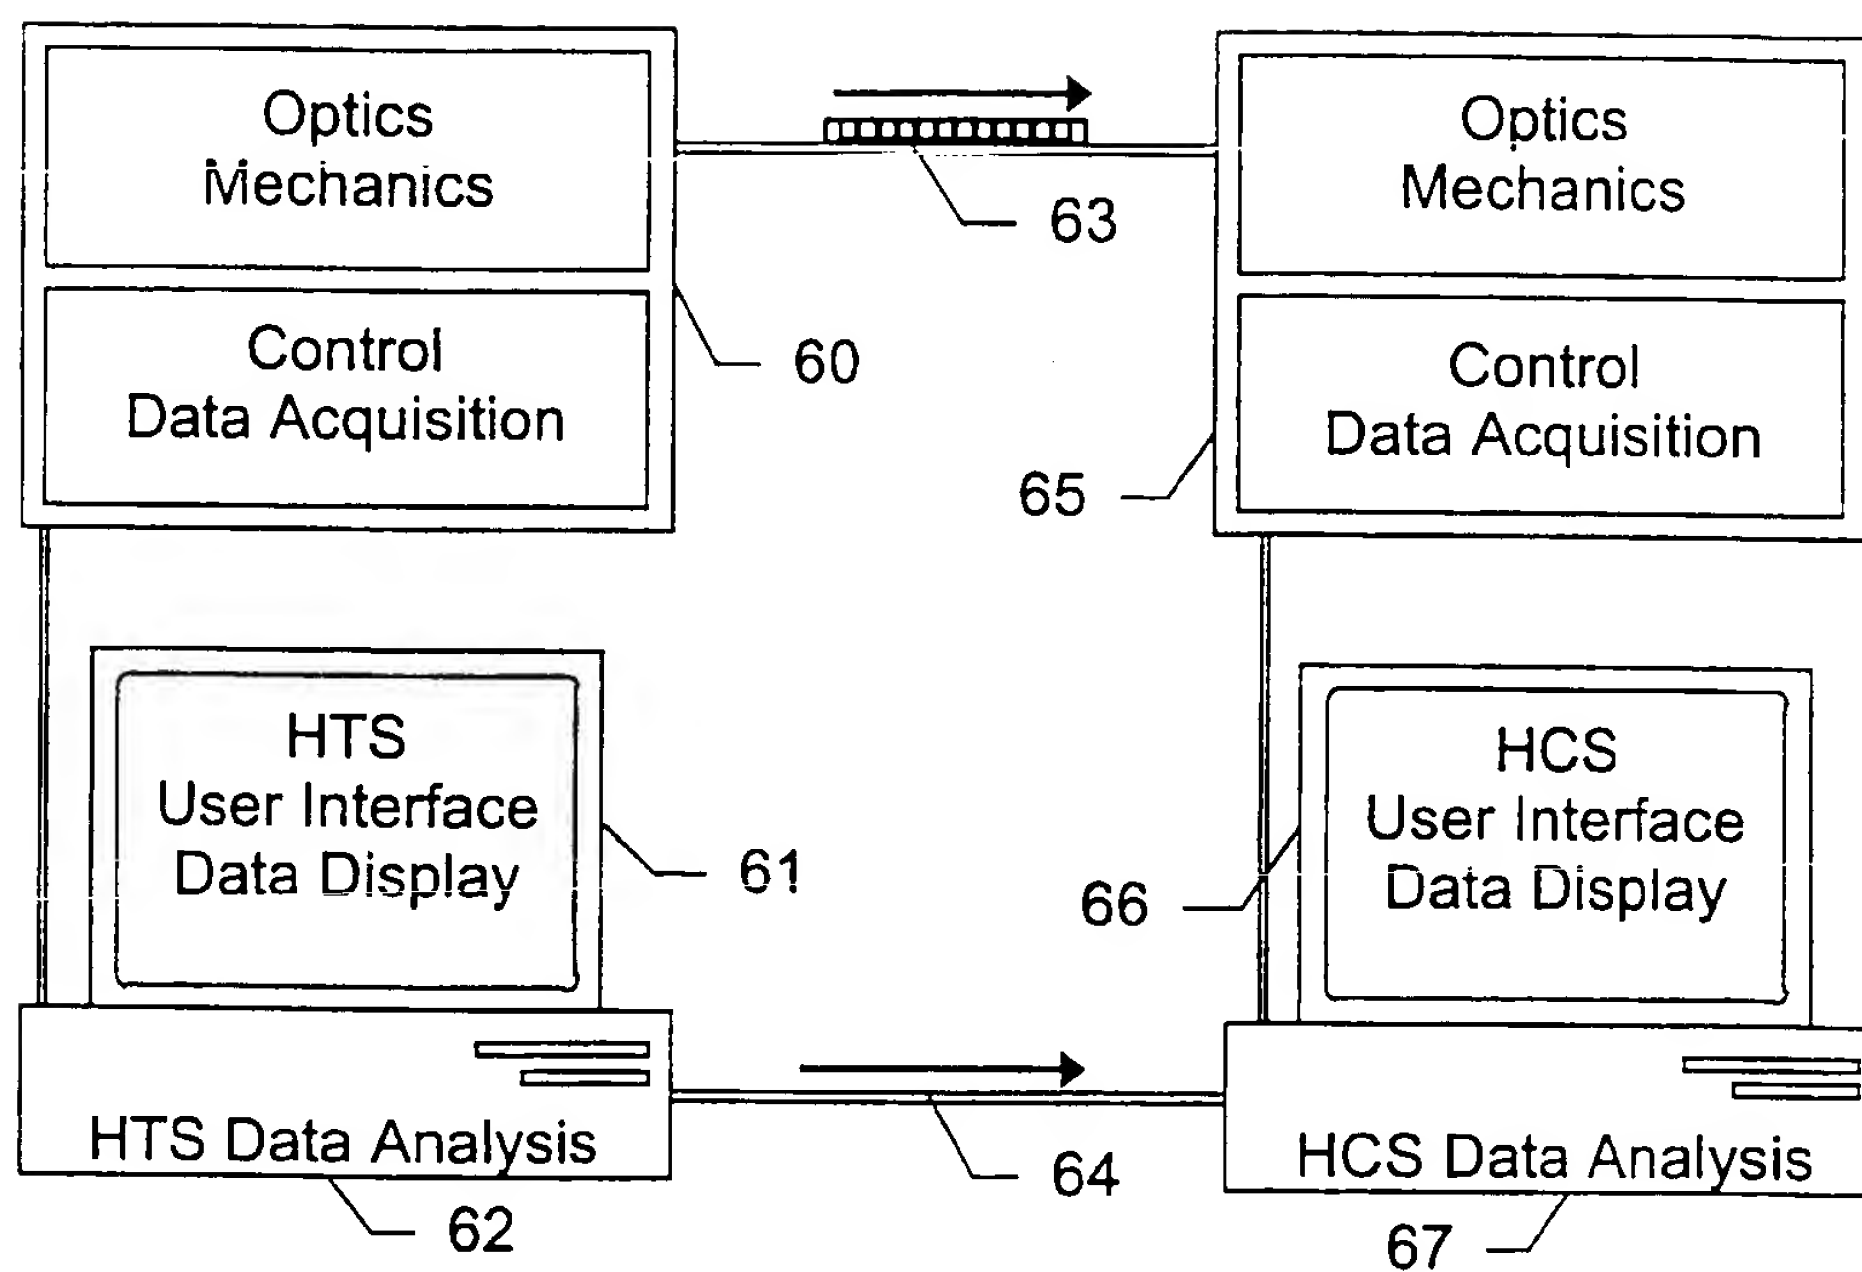 Optics
Mechanics
Control
Data Acquisition
60
63
Optics
Mechanics
Control
Data Acquisition
65
HTS
User Interface
Data Display
61
HTS Data Analysis
62
64
HCS
User Interface
Data Display
66
HCS Data Analysis
67